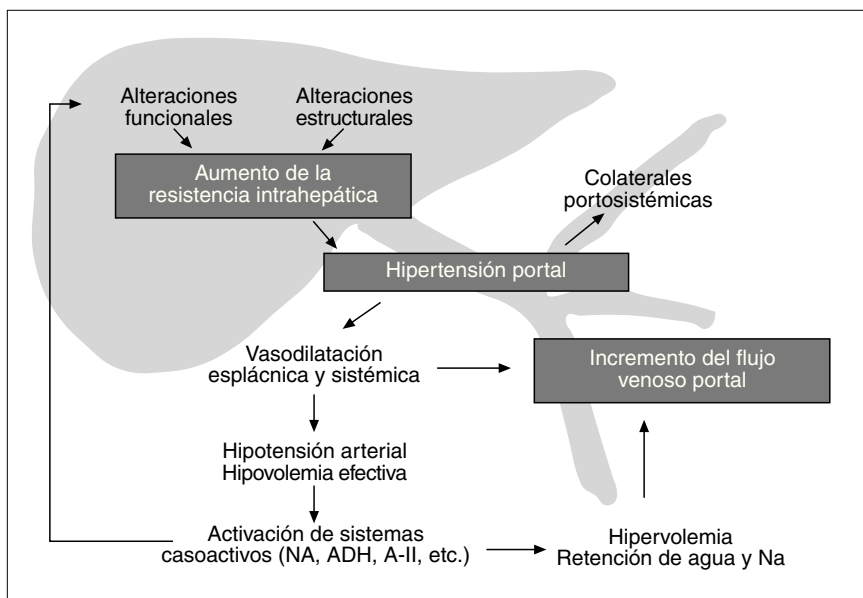 Alteraciones
funcionales
Alteraciones
estructurales
Aumento de la
resistencia intrahepática
Colaterales
portosistémicas
Hipertensión portal
Vasodilatación
esplácnica y sistémica
Incremento del flujo
venoso portal
Hipotensión arterial
Hipovolemia efectiva
Activación de sistemas
casoactivos (NA, ADH, A-II, etc.)
Hipervolemia
Retención de agua y Na